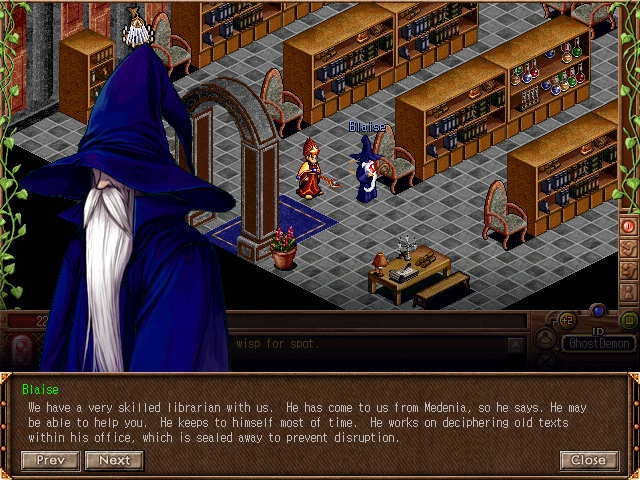 Blaise
22
wisp for spot.
+2
ID
GhostDemon
Blaise
We have a very skilled librarian with us.  He has come to us from Medenia, so he says. He may
be able to help you.  He keeps to himself most of time.  He works on deciphering old texts
within his office, which is sealed away to prevent disruption.
Prev
Next
Close